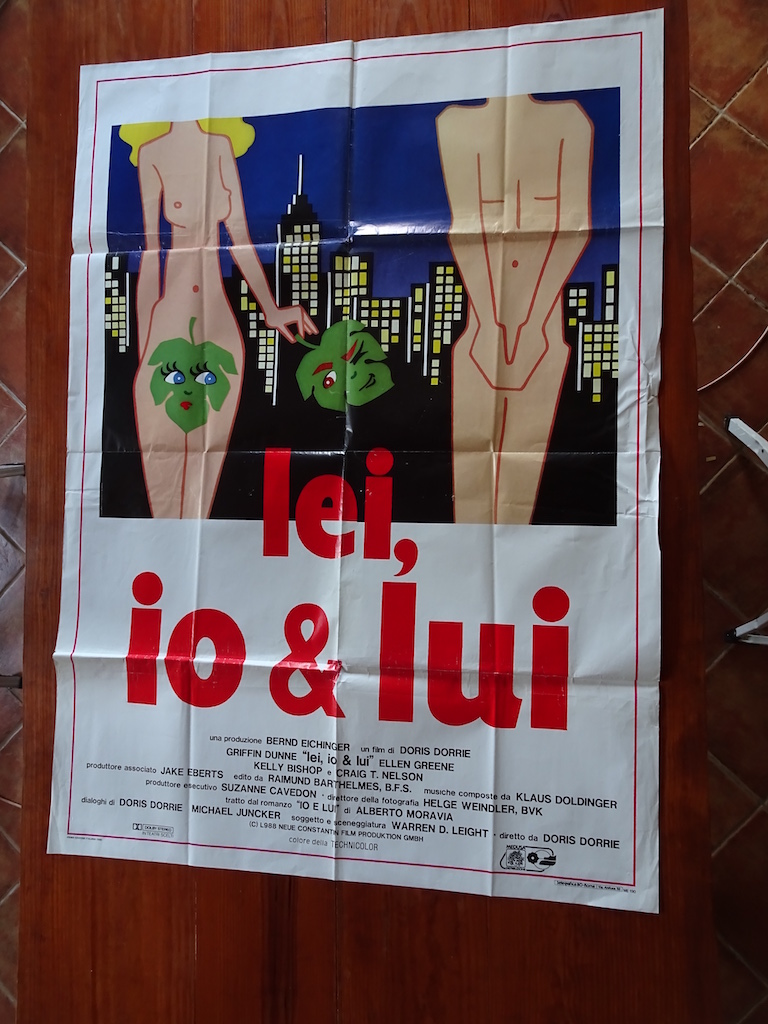 lei,
io & lui
una produzione BERND EICHINGER un film di DORIS DORRIE
GRIFFIN DUNNE "lei, io & lui" ELLEN GREENE
KELLY BISHOP e CRAIG T. NELSON
produttore associato JAKE EBERTS edito da RAIMUND BARTHELMES, B.F.S. musiche composte da KLAUS DOLDINGER
produttore esecutivo SUZANNE CAVEDON · direttore della fotografia HELGE WEINDLER, BVK
tratto dal romanzo "IO E LUI" di ALBERTO MORAVIA
dialoghi di DORIS DORRIE MICHAEL JUNCKER soggetto e sceneggiatura WARREN D. LEIGHT · diretto da DORIS DORRIE
(C) L988 NEUE CONSTANTIN FILM PRODUKTION GMBH
colore della TECHNICOLOR
DOLBY STEREO
MEDUSA